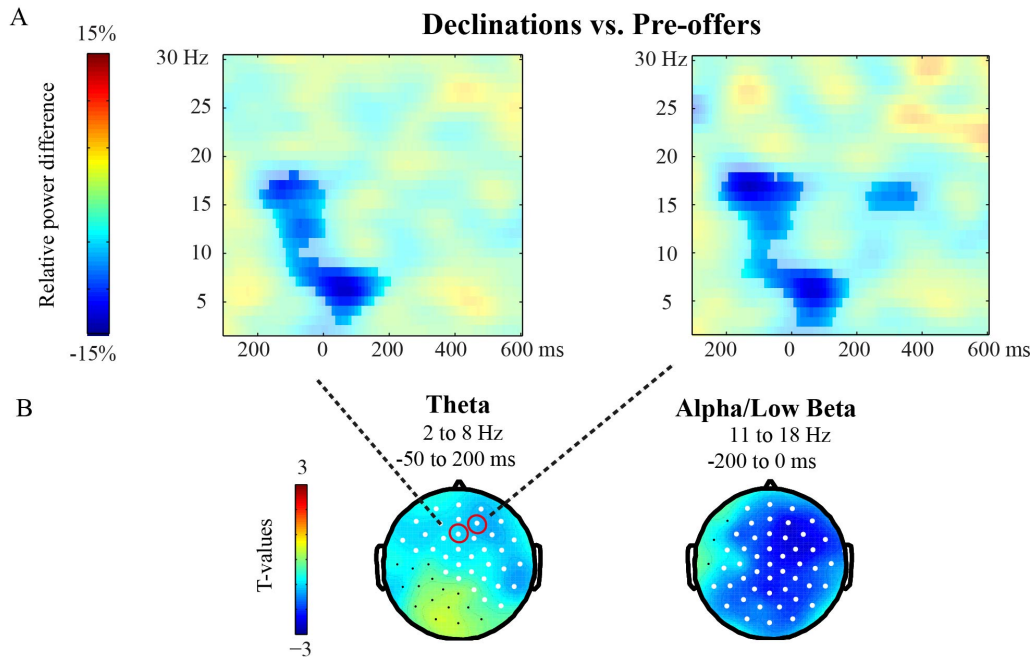 A
Declinations vs. Pre-offers
15%
Relative power difference
-15%
30 Hz
25
20
15
10
5
200 0 200 400 600 ms
30 Hz
25
20
15
10
5
200 0 200 400 600 ms
B
Theta
2 to 8 Hz
-50 to 200 ms
Alpha/Low Beta
11 to 18 Hz
-200 to 0 ms
3
T-values
−3